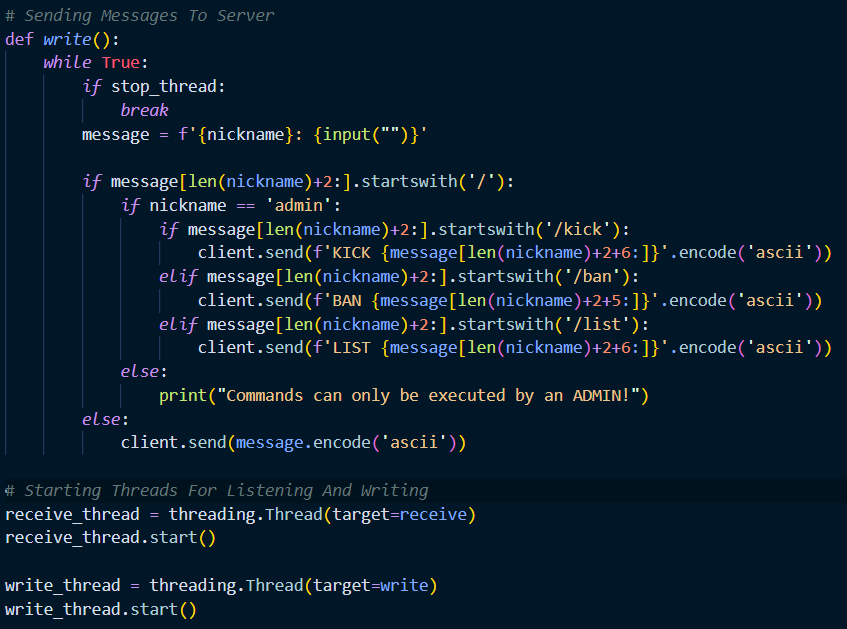 # Sending Messages To Server
def write():
    while True:
        if stop_thread:
            break
        message = f'{nickname}: {input("")}'

        if message[len(nickname)+2:].startswith('/'):
            if nickname == 'admin':
                if message[len(nickname)+2:].startswith('/kick'):
                    client.send(f'KICK {message[len(nickname)+2+6:]}'.encode('ascii'))
                elif message[len(nickname)+2:].startswith('/ban'):
                    client.send(f'BAN {message[len(nickname)+2+5:]}'.encode('ascii'))
                elif message[len(nickname)+2:].startswith('/list'):
                    client.send(f'LIST {message[len(nickname)+2+6:]}'.encode('ascii'))
            else:
                print("Commands can only be executed by an ADMIN!")
        else:
            client.send(message.encode('ascii'))

# Starting Threads For Listening And Writing
receive_thread = threading.Thread(target=receive)
receive_thread.start()

write_thread = threading.Thread(target=write)
write_thread.start()